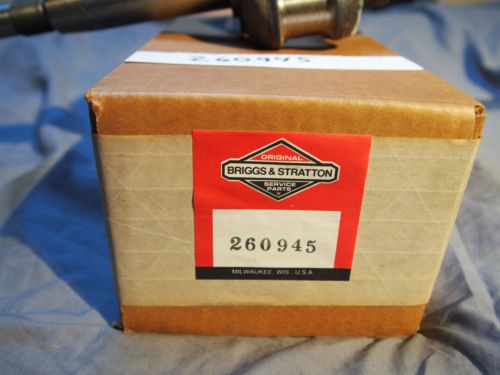 260945
ORIGINAL
BRIGGS & STRATTON
SERVICE
PARTS
260945
MILWAUKEE, WIS. U.S.A.